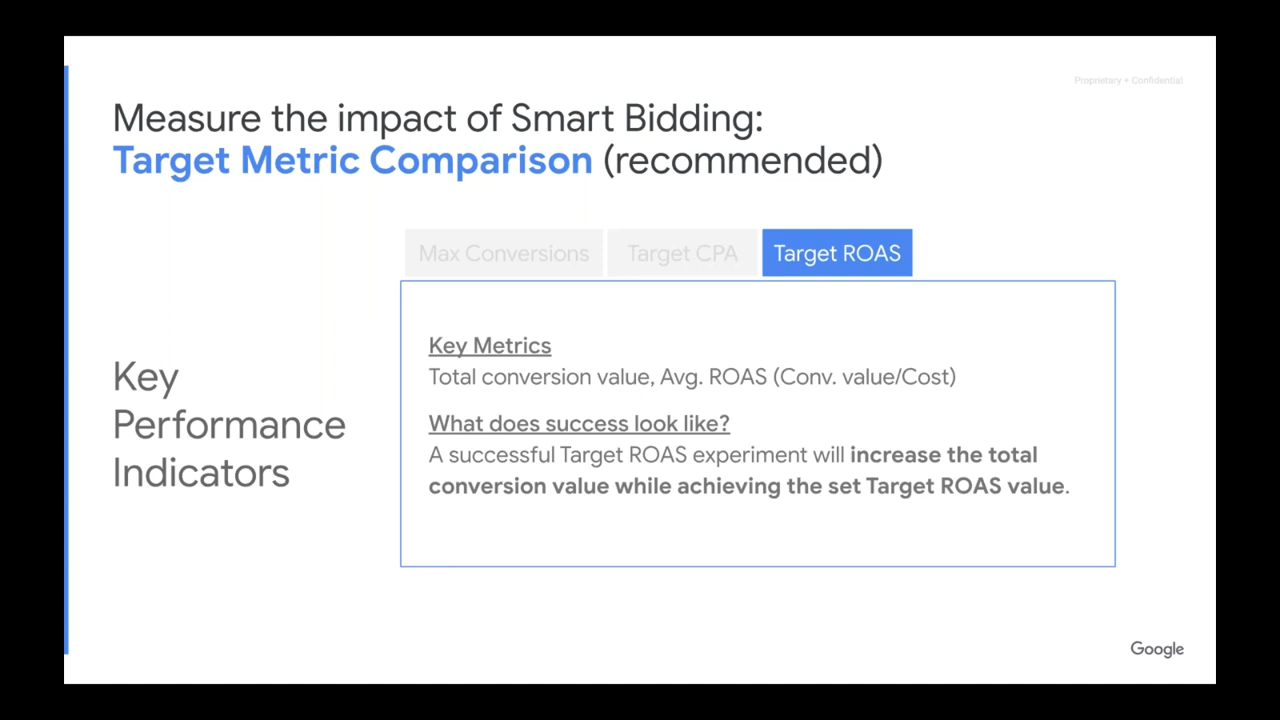 Proprietary + Confidential
Measure the impact of Smart Bidding:
Target Metric Comparison (recommended)
Max Conversions
Target CPA
Target ROAS
Key
Performance
Indicators
Key Metrics
Total conversion value, Avg. ROAS (Conv. value/Cost)
What does success look like?
A successful Target ROAS experiment will increase the total
conversion value while achieving the set Target ROAS value.
Google